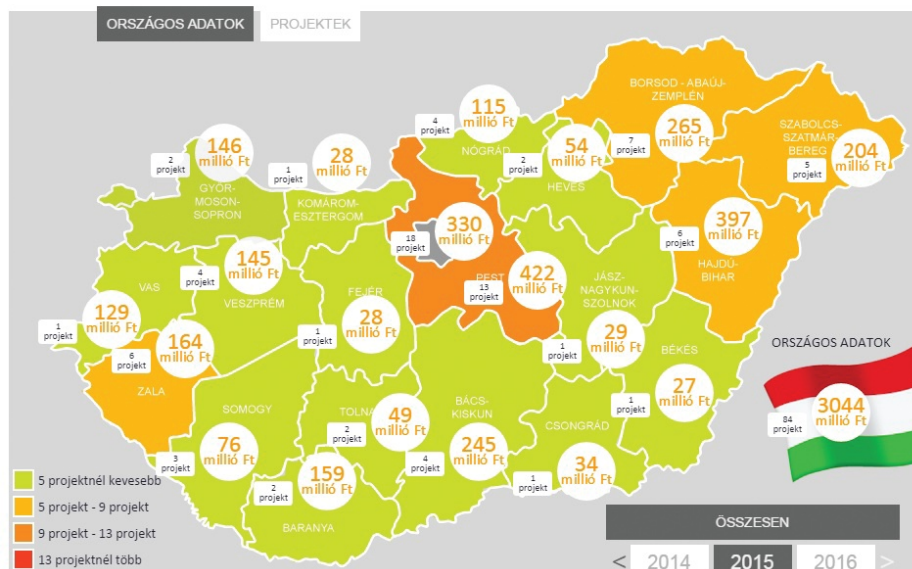 ORSZÁGOS ADATOK
PROJEKTEK
BORSOD - ABAÚJ-
ZEMPLÉN
265
millió Ft
7
projekt
SZABOLCS-
SZATMÁR-
BEREG
204
millió Ft
5
projekt
115
millió Ft
4
projekt
NÓGRÁD
54
millió Ft
2
projekt
HEVES
146
millió Ft
2
projekt
GYŐR-
MOSON-
SOPRON
28
millió Ft
1
projekt
KOMÁROM-
ESZTERGOM
330
millió Ft
18
projekt
397
millió Ft
6
projekt
HAJDÚ-
BIHAR
PEST
422
millió Ft
13
projekt
145
millió Ft
4
projekt
VESZPRÉM
VAS
129
millió Ft
1
projekt
FEJÉR
28
millió Ft
1
projekt
JÁSZ-
NAGYKUN-
SZOLNOK
29
millió Ft
1
projekt
164
millió Ft
6
projekt
ZALA
BÉKÉS
27
millió Ft
1
projekt
SOMOGY
76
millió Ft
3
projekt
TOLNA
49
millió Ft
2
projekt
BÁCS-
KISKUN
245
millió Ft
4
projekt
CSONGRÁD
34
millió Ft
1
projekt
159
millió Ft
2
projekt
BARANYA
ORSZÁGOS ADATOK
3044
millió Ft
84
projekt
5 projektnél kevesebb
5 projekt - 9 projekt
9 projekt - 13 projekt
13 projektnél több
ÖSSZESEN
< 2014 2015 2016 >